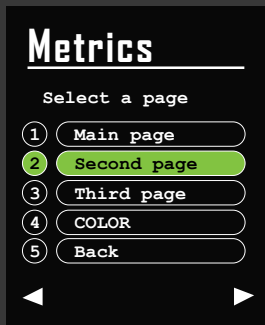 Metrics
Select a page
1 Main page
2 Second page
3 Third page
4 COLOR
5 Back